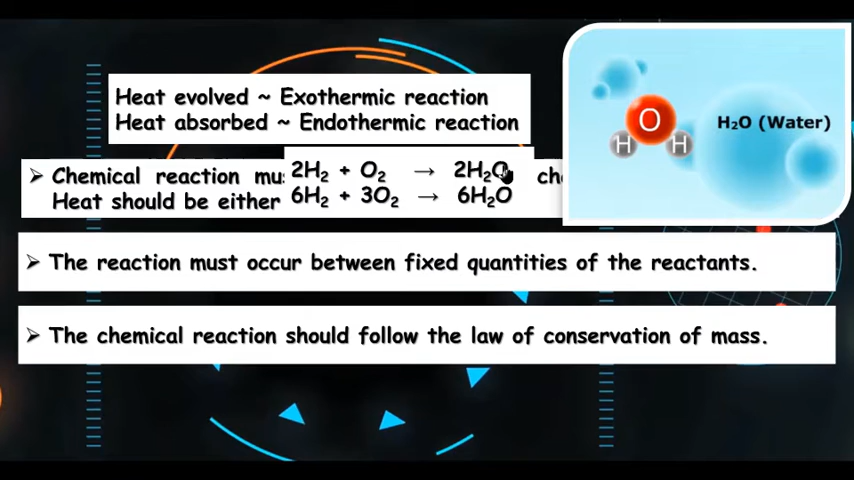 Heat evolved ~ Exothermic reaction
Heat absorbed ~ Endothermic reaction
O
H H
H₂O (Water)
➢ Chemical reaction
Heat should be either
2H₂ + O₂ → 2H₂O
6H₂ + 3O₂ → 6H₂O
➢ The reaction must occur between fixed quantities of the reactants.
➢ The chemical reaction should follow the law of conservation of mass.